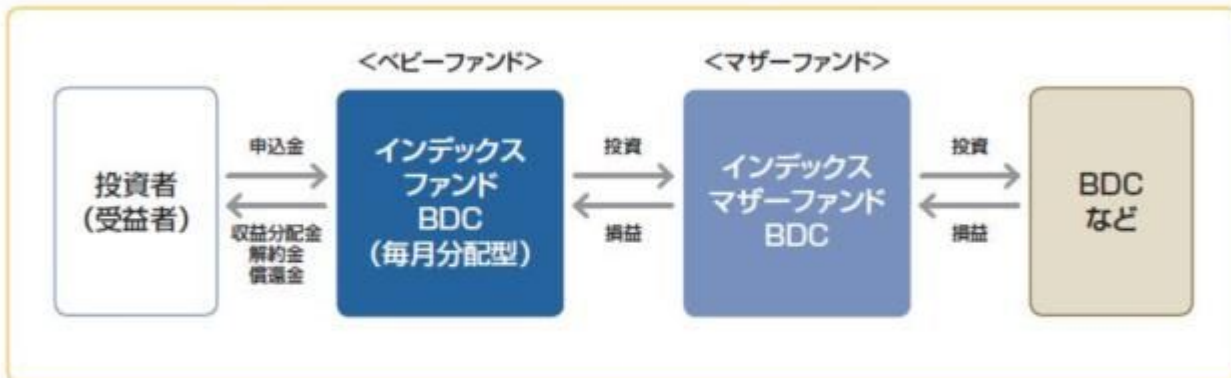 <ベビーファンド>
<マザーファンド>
投資者
(受益者)
申込金
収益分配金
解約金
償還金
インデックス
ファンド
BDC
(毎月分配型)
投資
損益
インデックス
マザーファンド
BDC
投資
損益
BDC
など